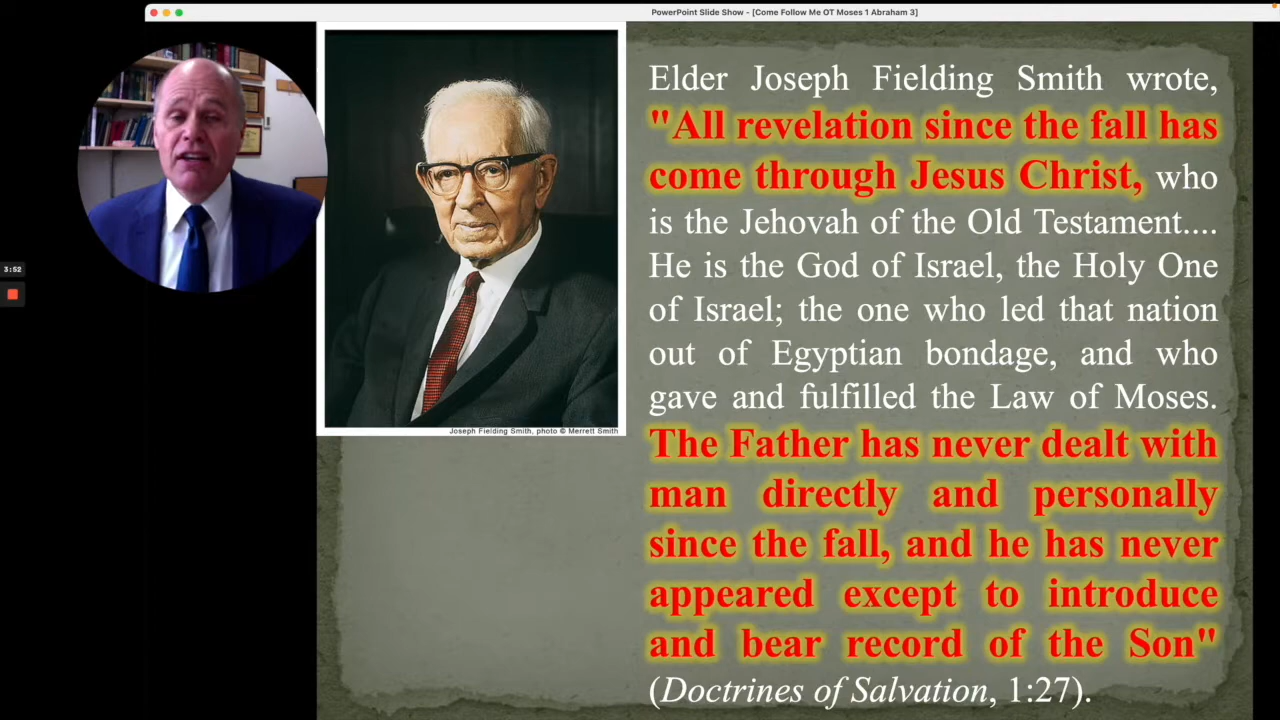 PowerPoint Slide Show - [Come Follow Me OT Moses 1 Abraham 3]
3:52
Joseph Fielding Smith, photo © Merrett Smith
Elder Joseph Fielding Smith wrote,
"All revelation since the fall has
come through Jesus Christ, who
is the Jehovah of the Old Testament....
He is the God of Israel, the Holy One
of Israel; the one who led that nation
out of Egyptian bondage, and who
gave and fulfilled the Law of Moses.
The Father has never dealt with
man directly and personally
since the fall, and he has never
appeared except to introduce
and bear record of the Son"
(Doctrines of Salvation, 1:27).